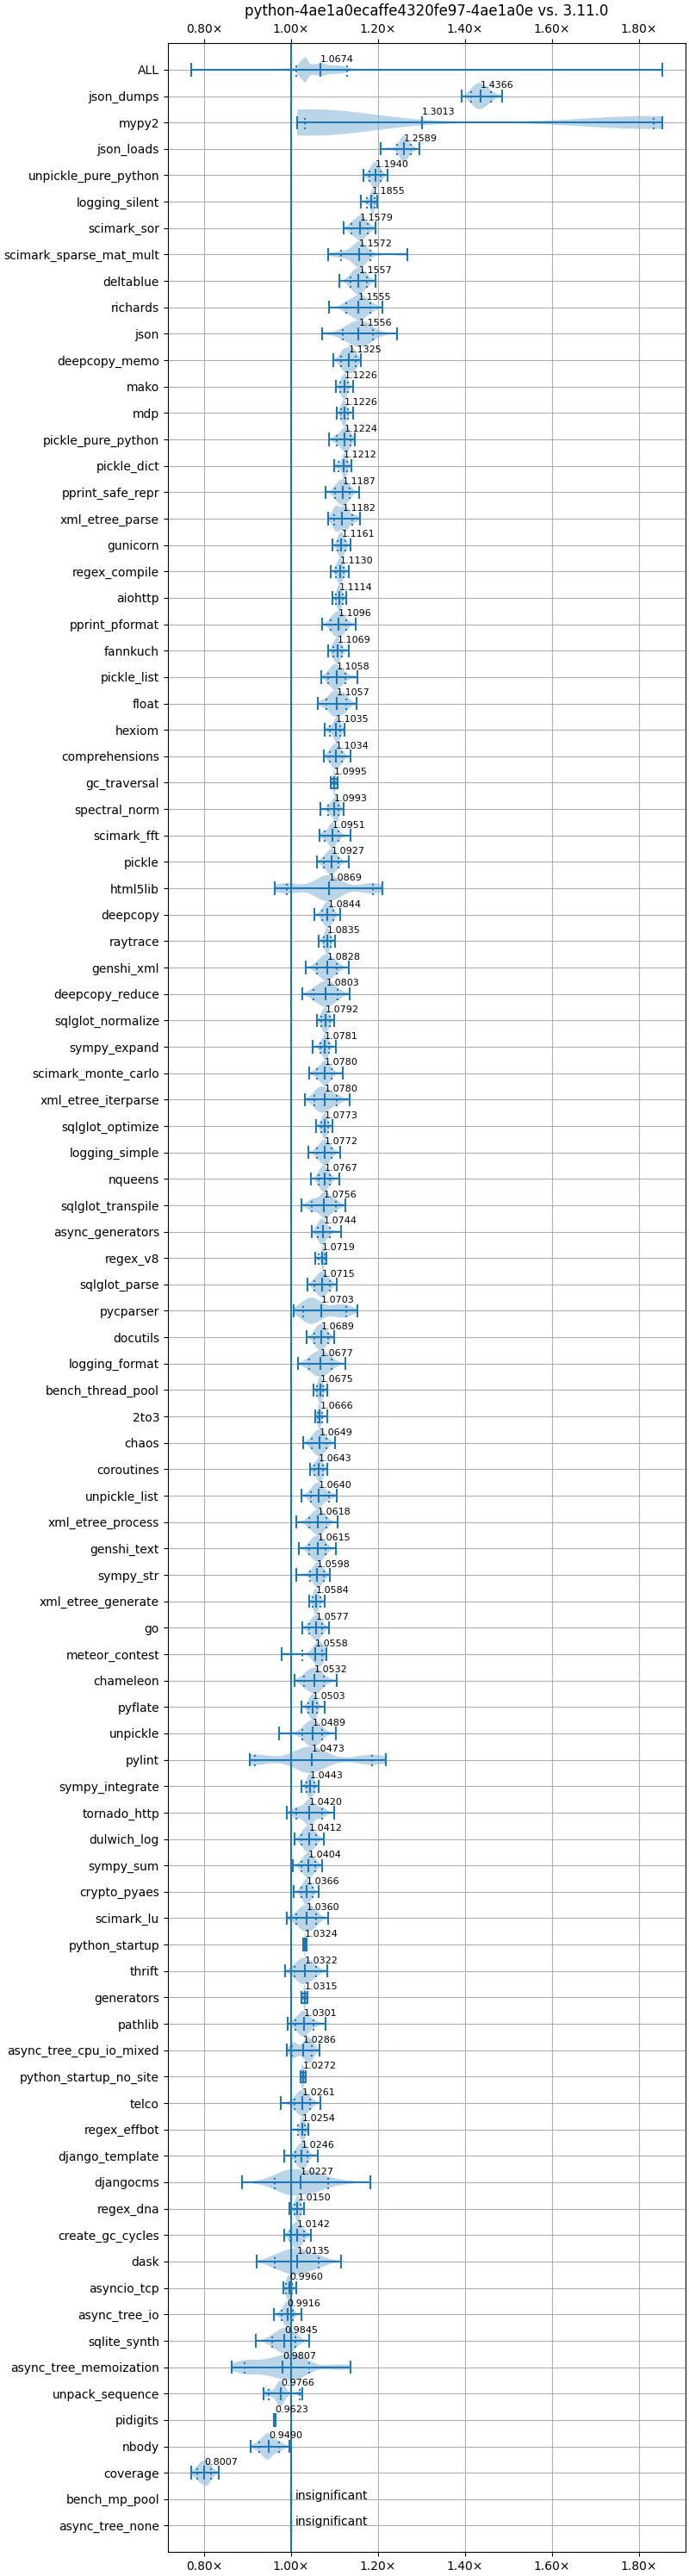 python-4ae1a0ecaffe4320fe97-4ae1a0e vs. 3.11.0
0.80× 1.00× 1.20× 1.40× 1.60× 1.80×
ALL 1.0674
json_dumps 1.4366
mypy2 1.3013
json_loads 1.2589
unpickle_pure_python 1.1940
logging_silent 1.1855
scimark_sor 1.1579
scimark_sparse_mat_mult 1.1572
deltablue 1.1557
richards 1.1555
json 1.1556
deepcopy_memo 1.1325
mako 1.1226
mdp 1.1226
pickle_pure_python 1.1224
pickle_dict 1.1212
pprint_safe_repr 1.1187
xml_etree_parse 1.1182
gunicorn 1.1161
regex_compile 1.1130
aiohttp 1.1114
pprint_pformat 1.1096
fannkuch 1.1069
pickle_list 1.1058
float 1.1057
hexiom 1.1035
comprehensions 1.1034
gc_traversal 1.0995
spectral_norm 1.0993
scimark_fft 1.0951
pickle 1.0927
html5lib 1.0869
deepcopy 1.0844
raytrace 1.0835
genshi_xml 1.0828
deepcopy_reduce 1.0803
sqlglot_normalize 1.0792
sympy_expand 1.0781
scimark_monte_carlo 1.0780
xml_etree_iterparse 1.0780
sqlglot_optimize 1.0773
logging_simple 1.0772
nqueens 1.0767
sqlglot_transpile 1.0756
async_generators 1.0744
regex_v8 1.0719
sqlglot_parse 1.0715
pycparser 1.0703
docutils 1.0689
logging_format 1.0677
bench_thread_pool 1.0675
2to3 1.0666
chaos 1.0649
coroutines 1.0643
unpickle_list 1.0640
xml_etree_process 1.0618
genshi_text 1.0615
sympy_str 1.0598
xml_etree_generate 1.0584
go 1.0577
meteor_contest 1.0558
chameleon 1.0532
pyflate 1.0503
unpickle 1.0489
pylint 1.0473
sympy_integrate 1.0443
tornado_http 1.0420
dulwich_log 1.0412
sympy_sum 1.0404
crypto_pyaes 1.0366
scimark_lu 1.0360
python_startup 1.0324
thrift 1.0322
generators 1.0315
pathlib 1.0301
async_tree_cpu_io_mixed 1.0286
python_startup_no_site 1.0272
telco 1.0261
regex_effbot 1.0254
django_template 1.0246
djangocms 1.0227
regex_dna 1.0150
create_gc_cycles 1.0142
dask 1.0135
asyncio_tcp 0.9960
async_tree_io 0.9916
sqlite_synth 0.9845
async_tree_memoization 0.9807
unpack_sequence 0.9766
pidigits 0.9623
nbody 0.9490
coverage 0.8007
bench_mp_pool insignificant
async_tree_none insignificant
0.80× 1.00× 1.20× 1.40× 1.60× 1.80×